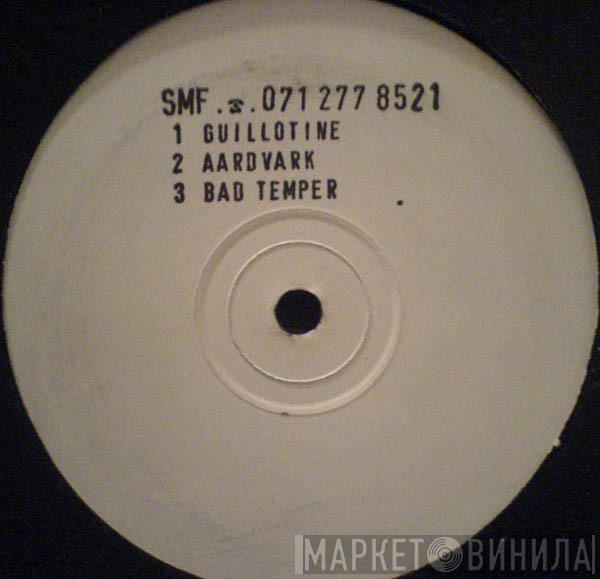 SMF.☎.071 277 8521
1 GUILLOTINE
2 AARDVARK
3 BAD TEMPER .
МАРКЕТ ВИНИЛА